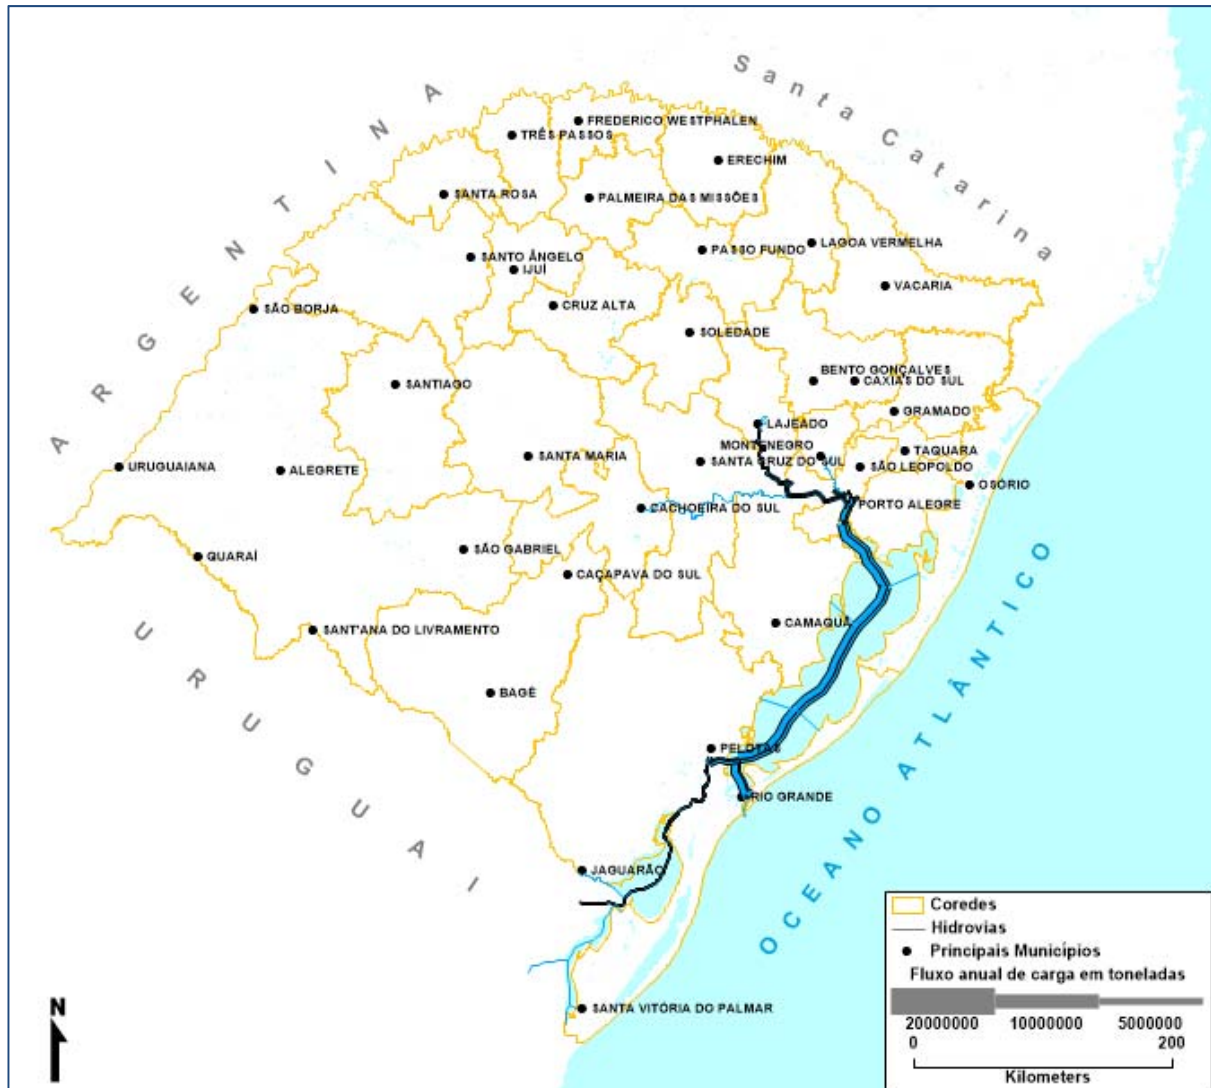 Santa Catarina
ARGENTINA
FREDERICO WESTPHALEN
TRÊS PASSOS
ERECHIM
SANTA ROSA
PALMEIRA DAS MISSÕES
LAGOA VERMELHA
PASSO FUNDO
SANTO ÂNGELO
IJUÍ
VACARIA
CRUZ ALTA
SÃO BORJA
SOLEDADE
BENTO GONÇALVES
CAXIAS DO SUL
SANTIAGO
GRAMADO
LAJEADO
MONTENEGRO
TAQUARA
SANTA MARIA
SANTA CRUZ DO SUL
SÃO LEOPOLDO
URUGUAIANA
ALEGRETE
OSÓRIO
CACHOEIRA DO SUL
PORTO ALEGRE
SÃO GABRIEL
QUARAÍ
CAÇAPAVA DO SUL
CAMAQUÃ
SANT'ANA DO LIVRAMENTO
URUGUAI
BAGÉ
OCEANO ATLÂNTICO
PELOTAS
RIO GRANDE
JAGUARÃO
SANTA VITÓRIA DO PALMAR
N
Coredes
Hidrovias
Principais Municípios
Fluxo anual de carga em toneladas
20000000 10000000 5000000
0 200
Kilometers